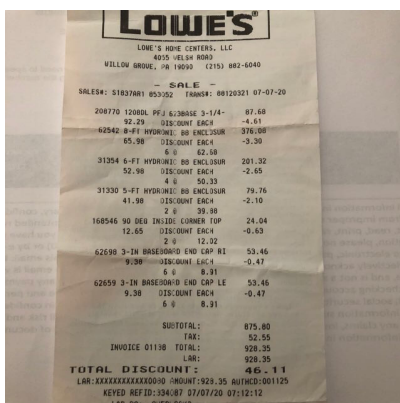 LOWE'S
LOWE'S HOME CENTERS, LLC
4055 WELSH ROAD
WILLOW GROVE, PA 19090 (215) 882-6040
- SALE -
SALES#: S1837AR1 853052 TRANS#: 88120321 07-07-20
208770 120BDL PFJ 623BASE 3-1/4- 87.68
92.29 DISCOUNT EACH -4.61
62542 8-FT HYDRONIC BB ENCLOSUR 376.08
65.98 DISCOUNT EACH -3.30
6 @ 62.68
31354 6-FT HYDRONIC BB ENCLOSUR 201.32
52.98 DISCOUNT EACH -2.65
4 @ 50.33
31330 5-FT HYDRONIC BB ENCLOSUR 79.76
41.98 DISCOUNT EACH -2.10
2 @ 39.88
168546 90 DEG INSIDE CORNER TOP 24.04
12.65 DISCOUNT EACH -0.63
2 @ 12.02
62698 3-IN BASEBOARD END CAP RI 53.46
9.38 DISCOUNT EACH -0.47
6 @ 8.91
62659 3-IN BASEBOARD END CAP LE 53.46
9.38 DISCOUNT EACH -0.47
6 @ 8.91
SUBTOTAL: 875.80
TAX: 52.55
INVOICE 01138 TOTAL: 928.35
LAR: 928.35
TOTAL DISCOUNT: 46.11
LAR:XXXXXXXXXXXX0080 AMOUNT:928.35 AUTHCD:001125
KEYED REFID:334087 07/07/20 07:12:12